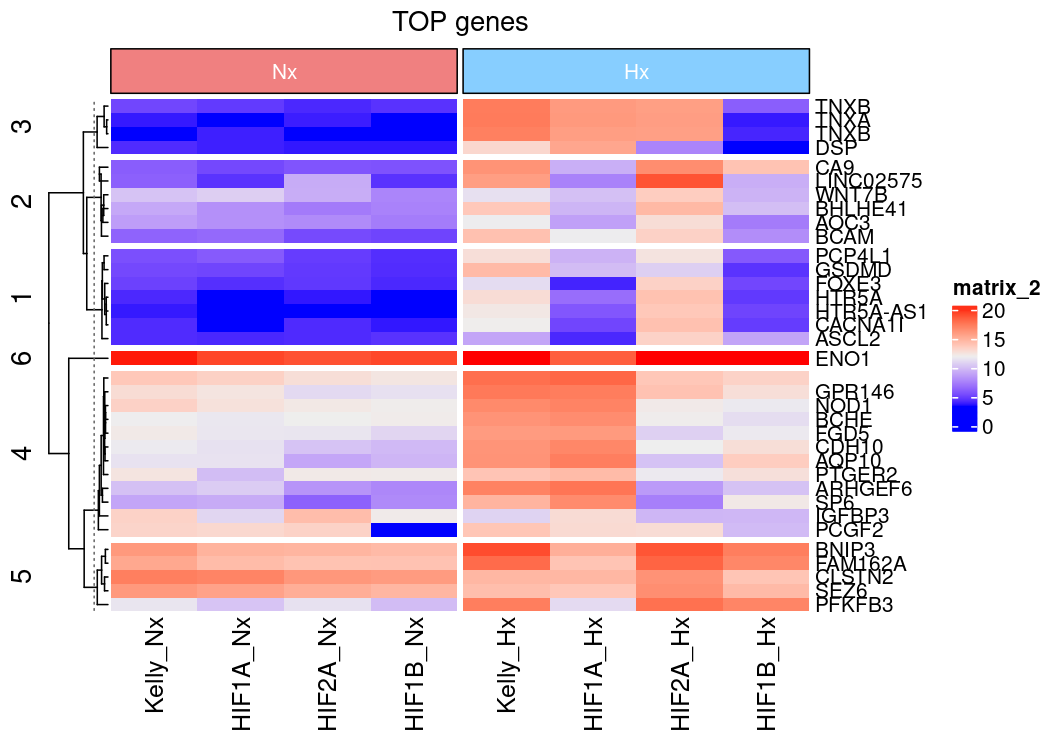 TOP genes
Nx
Hx
3
2
1
6
4
5
TNXB
TNXA
TNXB
DSP
CA9
LINC02575
WNT7B
BHLHE41
AOC3
BCAM
PCP4L1
GSDMD
FOXE3
HTR5A
HTR5A-AS1
CACNA1I
ASCL2
ENO1
GPR146
NOD1
BCHE
FGD5
CDH10
AQP10
PTGER2
ARHGEF6
SP6
IGFBP3
PCGF2
BNIP3
FAM162A
CLSTN2
SEZ6
PFKFB3
Kelly_Nx
HIF1A_Nx
HIF2A_Nx
HIF1B_Nx
Kelly_Hx
HIF1A_Hx
HIF2A_Hx
HIF1B_Hx
matrix_2
20
15
10
5
0